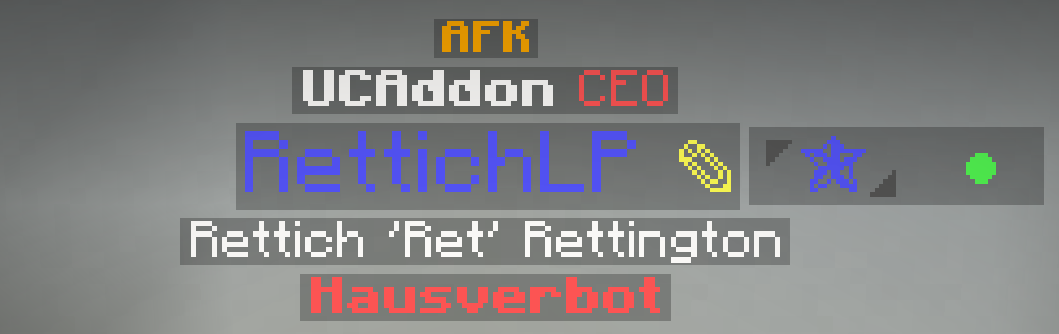 AFK
UCAddon CEO
RettichLP
Rettich 'Ret' Rettington
Hausverbot